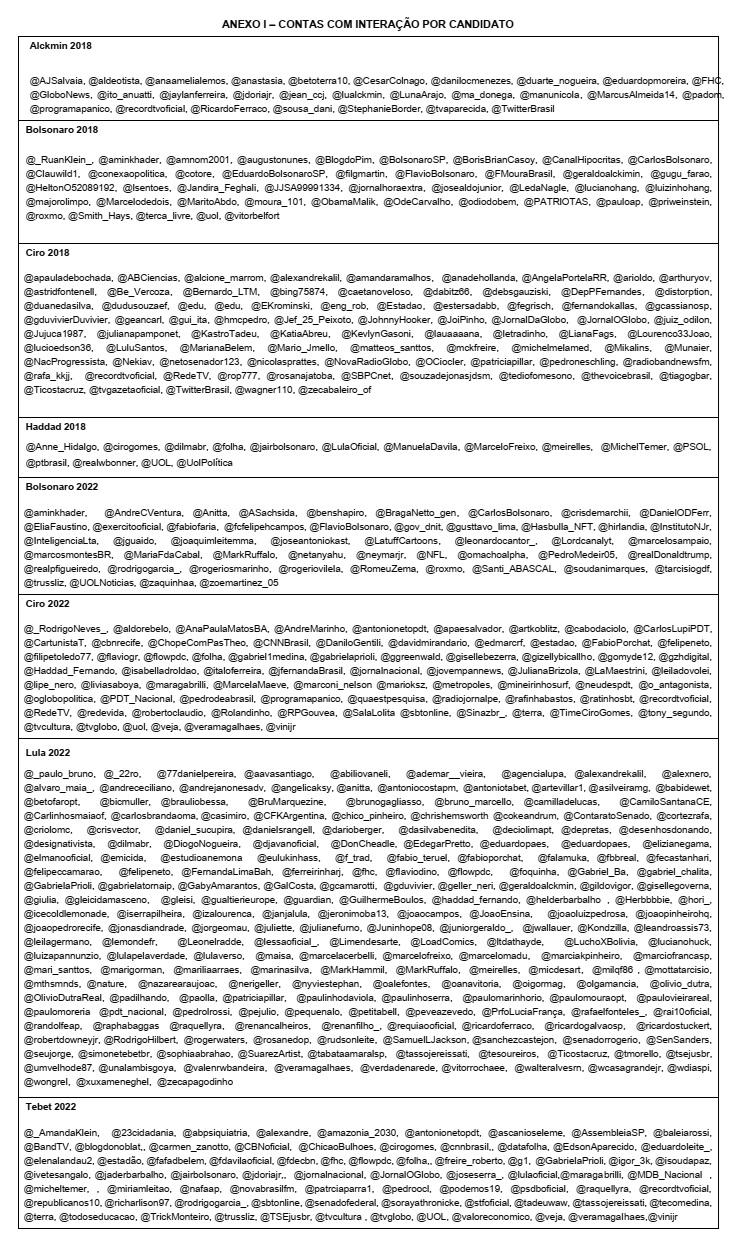 ANEXO I – CONTAS COM INTERAÇÃO POR CANDIDATO
Alckmin 2018
@AJSalvaia, @aldeotista, @anaamelialemos, @anastasia, @betoterra10, @CesarColnago, @danilocmenezes, @duarte_nogueira, @eduardopmoreira, @FHC,
@GloboNews, @ito_anuatti, @jaylanferreira, @jdoriajr, @jean_ccj, @lualckmin, @LunaArajo, @ma_donega, @manunicola, @MarcusAlmeida14, @padom,
@programapanico, @recordtvoficial, @RicardoFerraco, @sousa_dani, @StephanieBorder, @tvaparecida, @TwitterBrasil
Bolsonaro 2018
@_RuanKlein_, @aminkhader, @amnom2001, @augustonunes, @BlogdoPim, @BolsonaroSP, @BorisBrianCasoy, @CanalHipocritas, @CarlosBolsonaro,
@Clauwild1, @conexaopolitica, @cotore, @EduardoBolsonaroSP, @filgmartin, @FlavioBolsonaro, @FMouraBrasil, @geraldoalckimin, @gugu_farao,
@HeltonO52089192, @Isentoes, @Jandira_Feghali, @JJSA99991334, @jornalhoraextra, @josealdojunior, @LedaNagle, @lucianohang, @luizinhohang,
@majorolimpo, @Marcelodedois, @MaritoAbdo, @moura_101, @ObamaMalik, @OdeCarvalho, @odiodobem, @PATRIOTAS, @pauloap, @priweinstein,
@roxmo, @Smith_Hays, @terca_livre, @uol, @vitorbelfort
Ciro 2018
@apauladebochada, @ABCiencias, @alcione_marrom, @alexandrekalil, @amandaramalhos, @anadehollanda, @AngelaPortelaRR, @arioldo, @arthuryov,
@astridfontenell, @Be_Vercoza, @Bernardo_LTM, @bing75874, @caetanoveloso, @dabitz66, @debsgauziski, @DepPFernandes, @distorption,
@duanedasilva, @dudusouzaef, @edu, @edu, @EKrominski, @eng_rob, @Estadao, @estersadabb, @fegrisch, @fernandokallas, @gcassianosp,
@gduvivierDuvivier, @geancarl, @gui_ita, @hmcpedro, @Jef_25_Peixoto, @JohnnyHooker, @JoiPinho, @JornalDaGlobo, @JornalOGlobo, @juiz_odilon,
@Jujuca1987, @julianapamponet, @KastroTadeu, @KatiaAbreu, @KevlynGasoni, @lauaaaana, @letradinho, @LianaFags, @Lourenco33Joao,
@lucioedson36, @LuluSantos, @MarianaBelem, @Mario_Jmello, @matteos_santtos, @mckfreire, @michelmelamed, @Mikalins, @Munaier,
@NacProgressista, @Nekiav, @netosenador123, @nicolasprattes, @NovaRadioGlobo, @OCiocler, @patriciapillar, @pedroneschling, @radiobandnewsfm,
@rafa_kkjj, @recordtvoficial, @RedeTV, @rop777, @rosanajatoba, @SBPCnet, @souzadejonasjdsm, @tediofomesono, @thevoicebrasil, @tiagogbar,
@Ticostacruz, @tvgazetaoficial, @TwitterBrasil, @wagner110, @zecabaleiro_of
Haddad 2018
@Anne_Hidalgo, @cirogomes, @dilmabr, @folha, @jairbolsonaro, @LulaOficial, @ManuelaDavila, @MarceloFreixo, @meirelles, @MichelTemer, @PSOL,
@ptbrasil, @realwbonner, @UOL, @UolPolítica
Bolsonaro 2022
@aminkhader, @AndreCVentura, @Anitta, @ASachsida, @benshapiro, @BragaNetto_gen, @CarlosBolsonaro, @crisdemarchii, @DanielODFerr,
@EliaFaustino, @exercitooficial, @fabiofaria, @fcfelipehcampos, @FlavioBolsonaro, @gov_dnit, @gusttavo_lima, @Hasbulla_NFT, @hirlandia, @InstitutoNJr,
@InteligenciaLta, @jguaido, @joaquimleitemma, @joseantoniokast, @LatuffCartoons, @leonardocantor_, @Lordcanalyt, @marcelosampaio,
@marcosmontesBR, @MariaFdaCabal, @MarkRuffalo, @netanyahu, @neymarjr, @NFL, @omachoalpha, @PedroMedeir05, @realDonaldtrump,
@realpfigueiredo, @rodrigogarcia_, @rogeriosmarinho, @rogeriovilela, @RomeuZema, @roxmo, @Santi_ABASCAL, @soudanimarques, @tarcisiogdf,
@trussliz, @UOLNoticias, @zaquinhaa, @zoemartinez_05
Ciro 2022
@_RodrigoNeves_, @aldorebelo, @AnaPaulaMatosBA, @AndreMarinho, @antonionetopdt, @apaesalvador, @artkoblitz, @cabodaciolo, @CarlosLupiPDT,
@CartunistaT, @cbnrecife, @ChopeComPasTheo, @CNNBrasil, @DaniloGentili, @davidmirandario, @edmarcrf, @estadao, @FabioPorchat, @felipeneto,
@filipetoledo77, @flaviogr, @flowpdc, @folha, @gabriel1medina, @gabrielaprioli, @ggreenwald, @gisellebezerra, @gizellybicallho, @gomyde12, @gzhdigital,
@Haddad_Fernando, @isabelladroldao, @italoferreira, @jfernandaBrasil, @jornalnacional, @jovempannews, @JulianaBrizola, @LaMaestrini, @leiladovolei,
@lipe_nero, @liviasaboya, @maragabrilli, @MarcelaMaeve, @marconi_nelson @marioksz, @metropoles, @mineirinhosurf, @neudespdt, @o_antagonista,
@oglobopolitica, @PDT_Nacional, @pedrodeabrasil, @programapanico, @quaestpesquisa, @radiojornalpe, @rafinhabastos, @ratinhosbt, @recordtvoficial,
@RedeTV, @redevida, @robertoclaudio, @Rolandinho, @RPGouvea, @SalaLolita @sbtonline, @Sinazbr_, @terra, @TimeCiroGomes, @tony_segundo,
@tvcultura, @tvglobo, @uol, @veja, @veramagalhaes, @vinijr
Lula 2022
@_paulo_bruno, @_22ro, @77danielpereira, @aavasantiago, @abiliovaneli, @ademar__vieira, @agencialupa, @alexandrekalil, @alexnero,
@alvaro_maia_, @andrececiliano, @andrejanonesadv, @angelicaksy, @anitta, @antoniocostapm, @antoniotabet, @artevillar1, @asilveiramg, @babidewet,
@betofaropt, @bicmuller, @brauliobessa, @BruMarquezine, @brunogagliasso, @bruno_marcello, @camilladelucas, @CamiloSantanaCE,
@Carlinhosmaiaof, @carlosbrandaoma, @casimiro, @CFKArgentina, @chico_pinheiro, @chrishemsworth @cokeandrum, @ContaratoSenado, @cortezrafa,
@criolomc, @crisvector, @daniel_sucupira, @danielsrangell, @darioberger, @dasilvabenedita, @deciolimapt, @depretas, @desenhosdonando,
@designativista, @dilmabr, @DiogoNogueira, @djavanoficial, @DonCheadle, @EdegarPretto, @eduardopaes, @eduardopaes, @elizianegama,
@elmanooficial, @emicida, @estudioanemona @eulukinhass, @f_trad, @fabio_teruel, @fabioporchat, @falamuka, @fbbreal, @fecastanhari,
@felipeccamarao, @felipeneto, @FernandaLimaBah, @ferreirinharj, @fhc, @flaviodino, @flowpdc, @foquinha, @Gabriel_Ba, @gabriel_chalita,
@GabrielaPrioli, @gabrielatornaip, @GabyAmarantos, @GalCosta, @gcamarotti, @gduvivier, @geller_neri, @geraldoalckmin, @gildovigor, @gisellegoverna,
@giulia, @gleicidamasceno, @gleisi, @gualtierieurope, @guardian, @GuilhermeBoulos, @haddad_fernando, @helderbarbalho , @Herbbbbie, @hori_,
@icecoldlemonade, @iserrapilheira, @izalourenca, @janjalula, @jeronimoba13, @joaocampos, @JoaoEnsina, @joaoluizpedrosa, @joaopinheirohq,
@joaopedrorecife, @jonasdiandrade, @jorgeomau, @juliette, @julianefurno, @Juninhope08, @juniorgeraldo_, @jwallauer, @Kondzilla, @leandroassis73,
@leilagermano, @lemondefr, @Leonelradde, @lessaoficial_, @Limendesarte, @LoadComics, @ltdathayde, @LuchoXBolivia, @lucianohuck,
@luizapannunzio, @lulapelaverdade, @lulaverso, @maisa, @marcelacerbelli, @marcelofreixo, @marcelomadu, @marciakpinheiro, @marciofrancasp,
@mari_santtos, @marigorman, @mariliaarraes, @marinasilva, @MarkHammil, @MarkRuffalo, @meirelles, @micdesart, @milqf86 , @mottatarcisio,
@mthsmnds, @nature, @nazarearaujoac, @nerigeller, @nyviestephan, @oalefontes, @oanavitoria, @oigormag, @olgamancia, @olivio_dutra,
@OlivioDutraReal, @padilhando, @paolla, @patriciapillar, @paulinhodaviola, @paulinhoserra, @paulomarinhorio, @paulomouraopt, @paulovieirareal,
@paulomoreria @pdt_nacional, @pedrolrossi, @pejulio, @pequenalo, @petitabell, @peveazevedo, @PrfoLuciaFrança, @rafaelfonteles_, @rai10oficial,
@randolfeap, @raphabaggas @raquellyra, @renancalheiros, @renanfilho_, @requiaooficial, @ricardoferraco, @ricardogalvaosp, @ricardostuckert,
@robertdowneyjr, @RodrigoHilbert, @rogerwaters, @rosanedop, @rudsonleite, @SamuelLJackson, @sanchezcastejon, @senadorrogerio, @SenSanders,
@seujorge, @simonetebetbr, @sophiaabrahao, @SuarezArtist, @tabataamaralsp, @tassojereissati, @tesoureiros, @Ticostacruz, @tmorello, @tsejusbr,
@umvelhode87, @unalambisgoya, @valenrwbandeira, @veramagalhaes, @verdadenarede, @vitorrochaee, @walteralvesrn, @wcasagrandejr, @wdiaspi,
@wongrel, @xuxameneghel, @zecapagodinho
Tebet 2022
@_AmandaKlein, @23cidadania, @abpsiquiatria, @alexandre, @amazonia_2030, @antonionetopdt, @ascanioseleme, @AssembleiaSP, @baleiarossi,
@BandTV, @blogdonoblat,, @carmen_zanotto, @CBNoficial, @ChicaoBulhoes, @cirogomes, @cnnbrasil,, @datafolha, @EdsonAparecido, @eduardoleite_,
@elenalandau2, @estadão, @fafadbelem, @fdavilaoficial, @fdecbn, @fhc, @flowpdc, @folha,, @freire_roberto, @g1, @GabrielaPrioli, @igor_3k, @isoudapaz,
@ivetesangalo, @jaderbarbalho, @jairbolsonaro, @jdoriajr,, @jornalnacional, @JornalOGlobo, @joseserra_, @lulaoficial,@maragabrilli, @MDB_Nacional ,
@micheltemer, , @miriamleitao, @nafaap, @novabrasilfm, @patrciaparra1, @pedroocl, @podemos19, @psdboficial, @raquellyra, @recordtvoficial,
@republicanos10, @richarlison97, @rodrigogarcia_, @sbtonline, @senadofederal, @sorayathronicke, @stfoficial, @tadeuwaw, @tassojereissati, @tecomedina,
@terra, @todoseducacao, @TrickMonteiro, @trussliz, @TSEjusbr, @tvcultura , @tvglobo, @UOL, @valoreconomico, @veja, @veramagalhaes,@vinijr